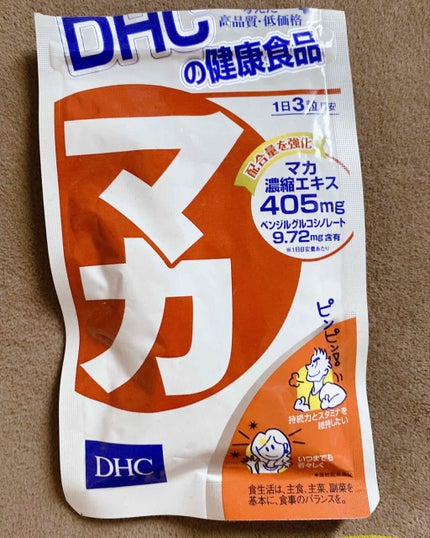 DHC
高品質・低価格
の健康食品
1日3粒目安
マカ
配合量を強化
マカ
濃縮エキス
405mg
ベンジルグルコシノレート
9.72mg含有
※1日目安量あたり
ピンピンッ
持続力とスタミナを
維持したい
いつまでも
若々しく
DHC
食生活は、主食、主菜、副菜を
基本に、食事のバランスを。